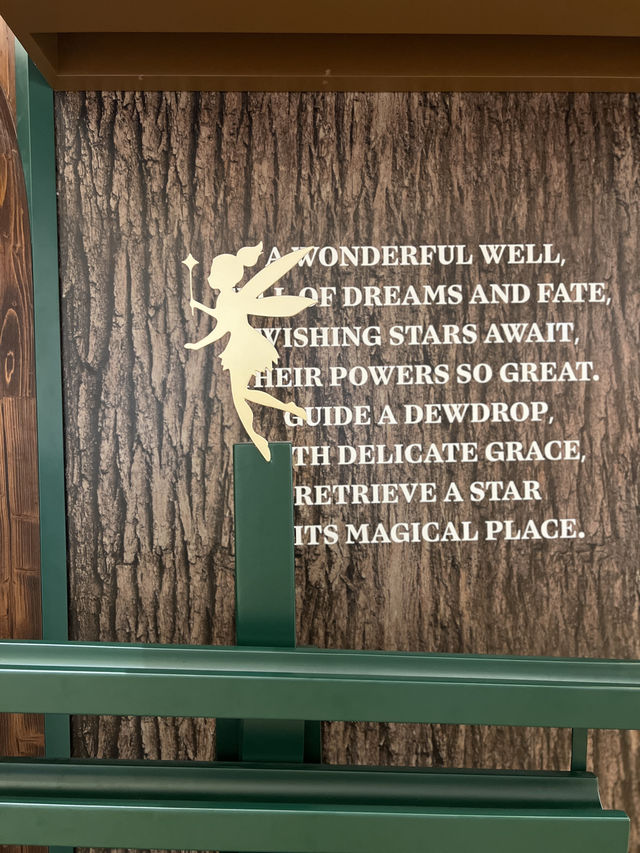 A WONDERFUL WELL,
OF DREAMS AND FATE,
WISHING STARS AWAIT,
HEIR POWERS SO GREAT.
GUIDE A DEWDROP,
TH DELICATE GRACE,
RETRIEVE A STAR
ITS MAGICAL PLACE.